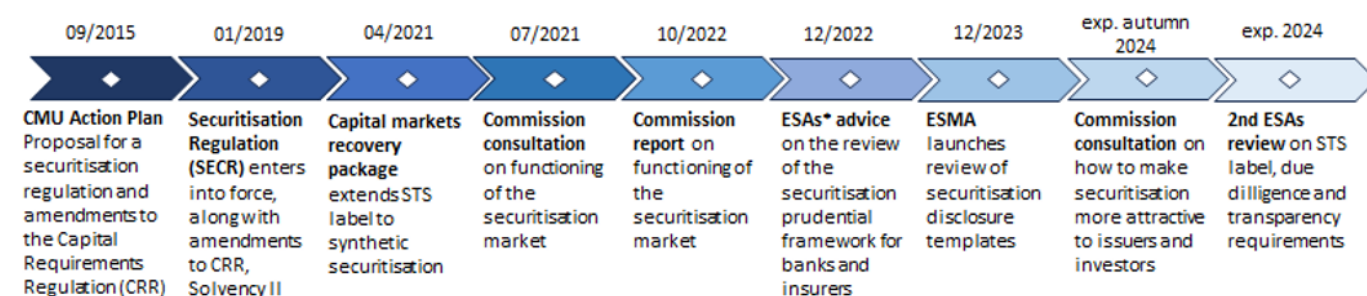 09/2015
01/2019
04/2021
07/2021
10/2022
12/2022
12/2023
exp. autumn
2024
exp. 2024
CMU Action Plan
Proposal for a
securitisation
regulation and
amendments to
the Capital
Requirements
Regulation (CRR)
Securitisation
Regulation
(SECR) enters
into force,
along with
amendments
to CRR,
Solvency II
Capital markets
recovery
package
extends STS
label to
synthetic
securitisation
Commission
consultation
on functioning
of the
securitisation
market
Commission
report on
functioning of
the
securitisation
market
ESAs* advice
on the review
of the
securitisation
prudential
framework for
banks and
insurers
ESMA
launches
review of
securitisation
disclosure
templates
Commission
consultation on
how to make
securitisation
more attractive
to issuers and
investors
2nd ESAs
review on STS
label, due
dilligence and
transparency
requirements